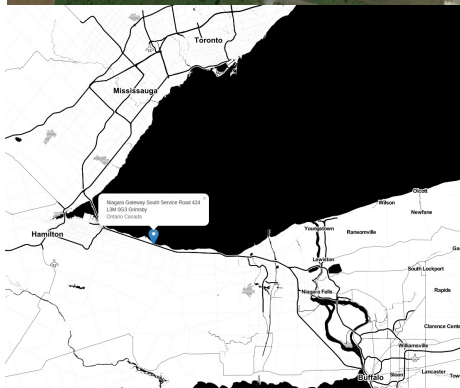 Toronto
Mississauga
Niagara Gateway South Service Road 424
L3M 0G3 Grimsby
Ontario Canada
Hamilton
Olcott
Wilson
Newfane
Youngstown
Ransomville
Lewiston
South Lockport
Niagara Falls
Rapids
Clarence Cente
Williamsville
Lancaster
Buffalo
Sloan
Tow